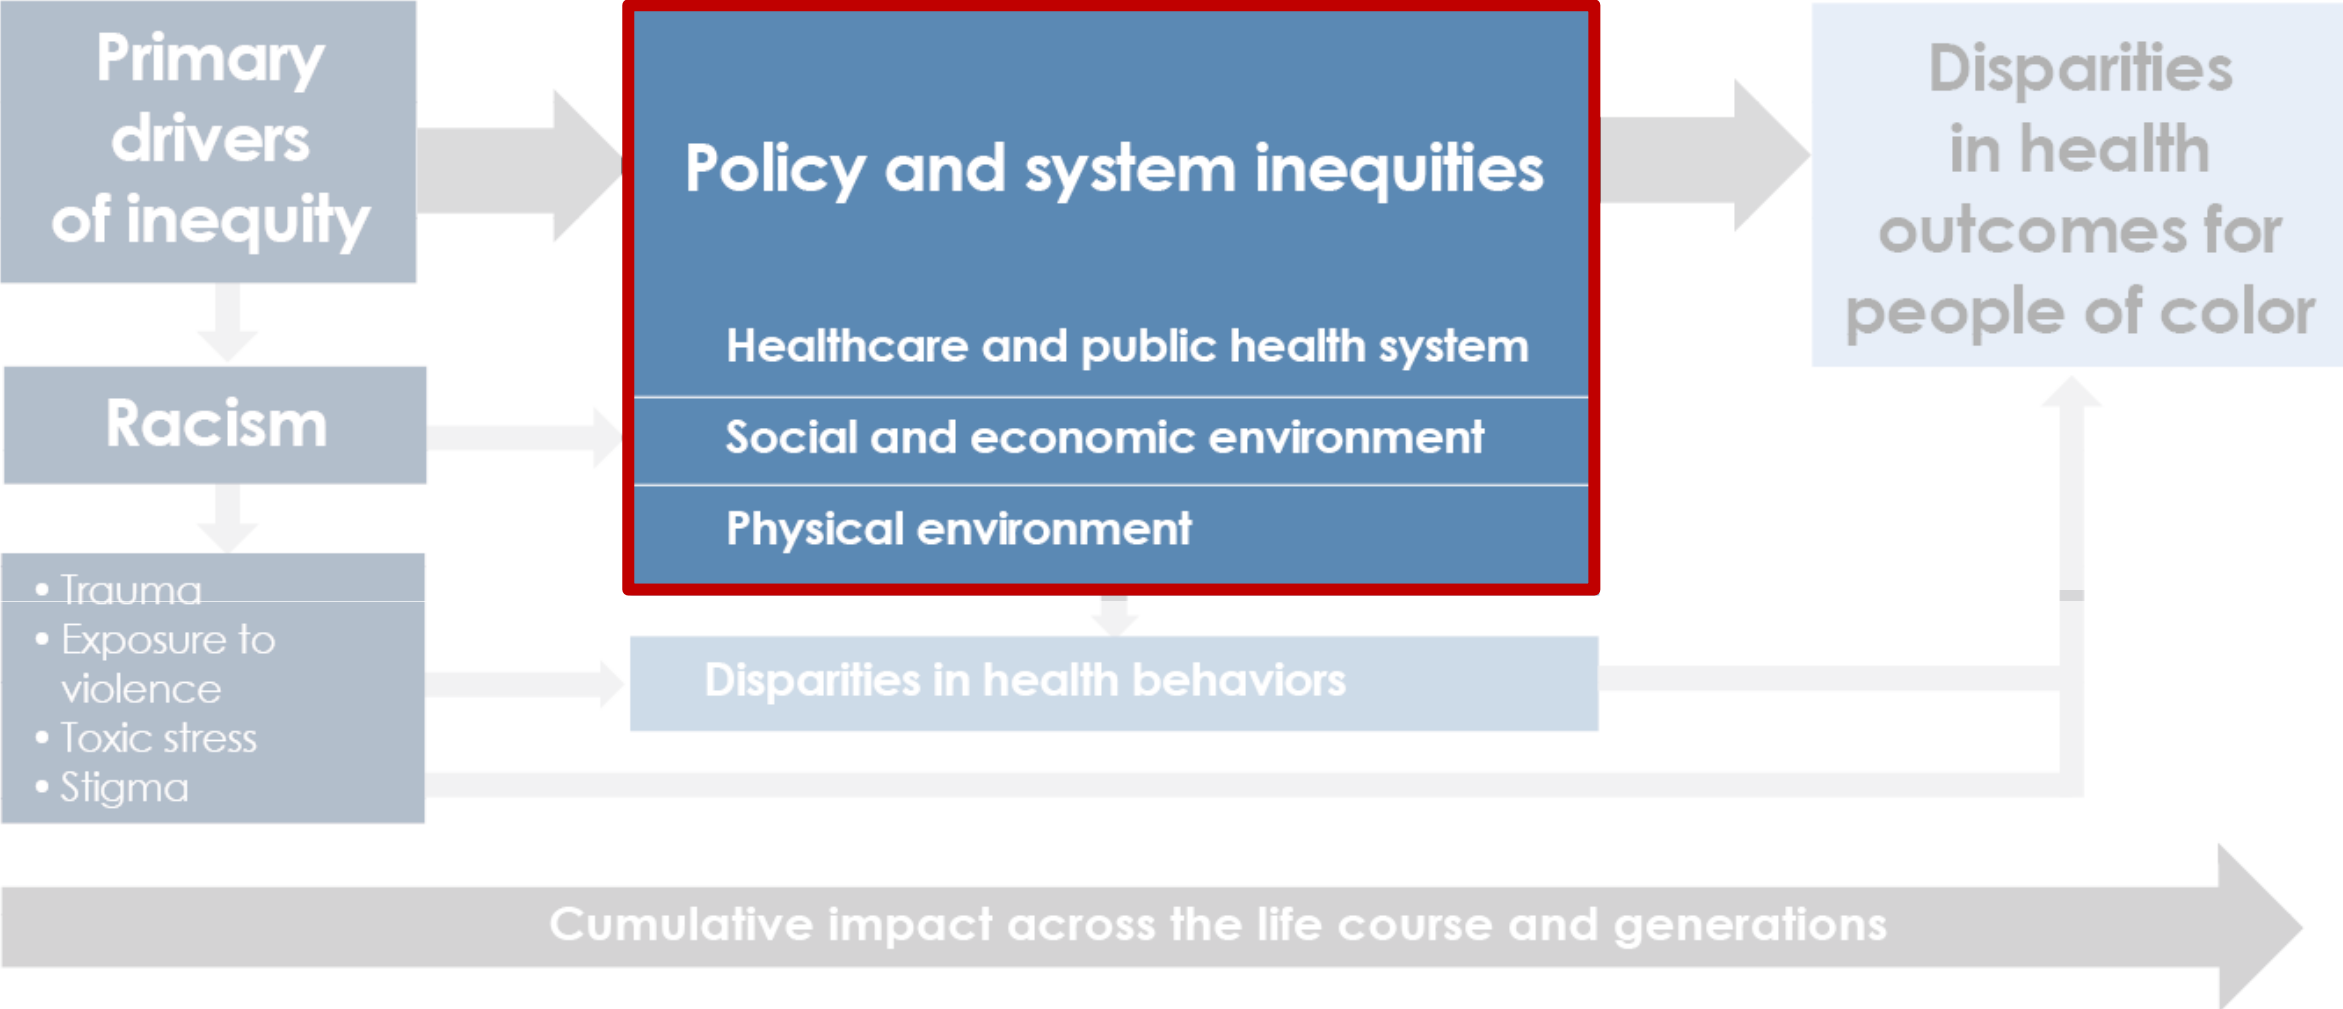 Primary
drivers
of inequity
Racism
• Trauma
• Exposure to
violence
• Toxic stress
• Stigma
Policy and system inequities
Healthcare and public health system
Social and economic environment
Physical environment
Disparities in health behaviors
Disparities
in health
outcomes for
people of color
Cumulative impact across the life course and generations